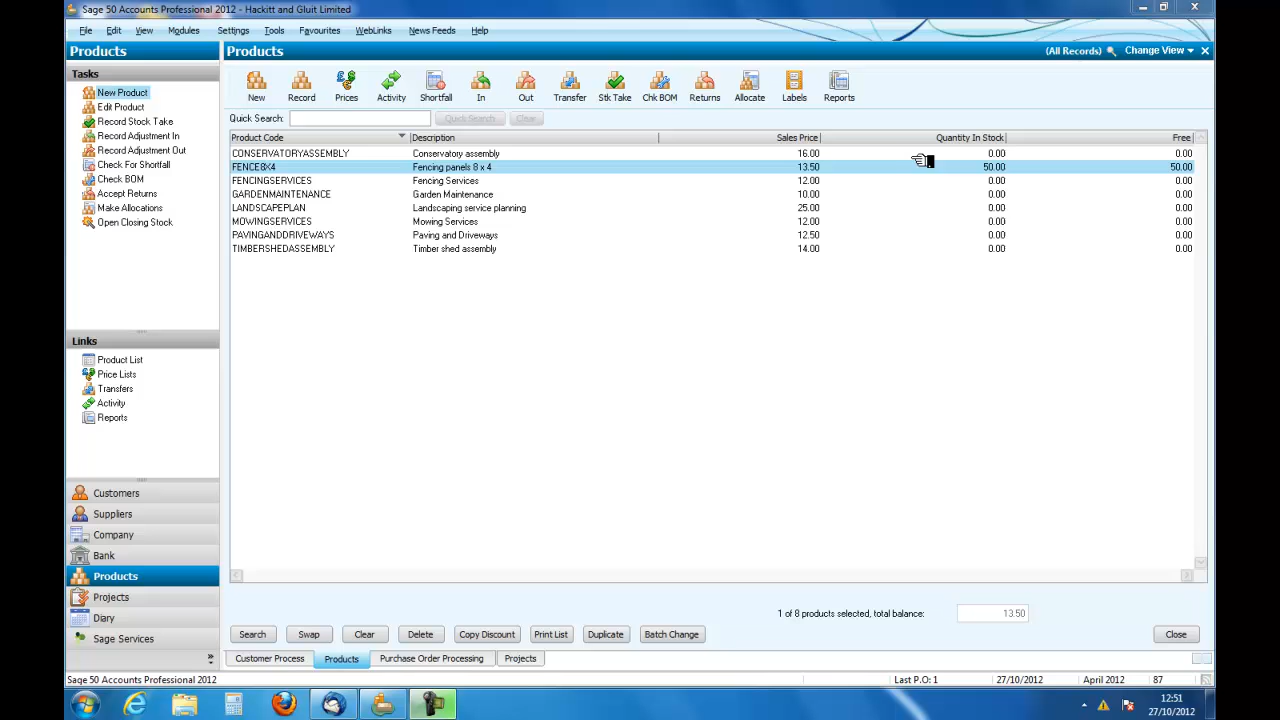 Sage 50 Accounts Professional 2012 - Hackitt and Gluit Limited
File Edit View Modules Settings Tools Favourites WebLinks News Feeds Help
Products
Products (All Records) Change View
Tasks
New Product
Edit Product
Record Stock Take
Record Adjustment In
Record Adjustment Out
Check For Shortfall
Check BOM
Accept Returns
Make Allocations
Open Closing Stock
New Record Prices Activity Shortfall In Out Transfer Stk Take Chk BOM Returns Allocate Labels Reports
Quick Search: Quick Search Clear
Product Code Description Sales Price Quantity In Stock Free
CONSERVATORYASSEMBLY Conservatory assembly 16.00 0.00 0.00
FENCE8X4 Fencing panels 8 x 4 13.50 50.00 50.00
FENCINGSERVICES Fencing Services 12.00 0.00 0.00
GARDENMAINTENANCE Garden Maintenance 10.00 0.00 0.00
LANDSCAPEPLAN Landscaping service planning 25.00 0.00 0.00
MOWINGSERVICES Mowing Services 12.00 0.00 0.00
PAVINGANDDRIVEWAYS Paving and Driveways 12.50 0.00 0.00
TIMBERSHEDASSEMBLY Timber shed assembly 14.00 0.00 0.00
Links
Product List
Price Lists
Transfers
Activity
Reports
Customers
Suppliers
Company
Bank
Products
Projects
Diary
Sage Services
1 of 8 products selected, total balance: 13.50
Search Swap Clear Delete Copy Discount Print List Duplicate Batch Change Close
Customer Process Products Purchase Order Processing Projects
Sage 50 Accounts Professional 2012 Last P.O: 1 27/10/2012 April 2012 87
12:51
27/10/2012